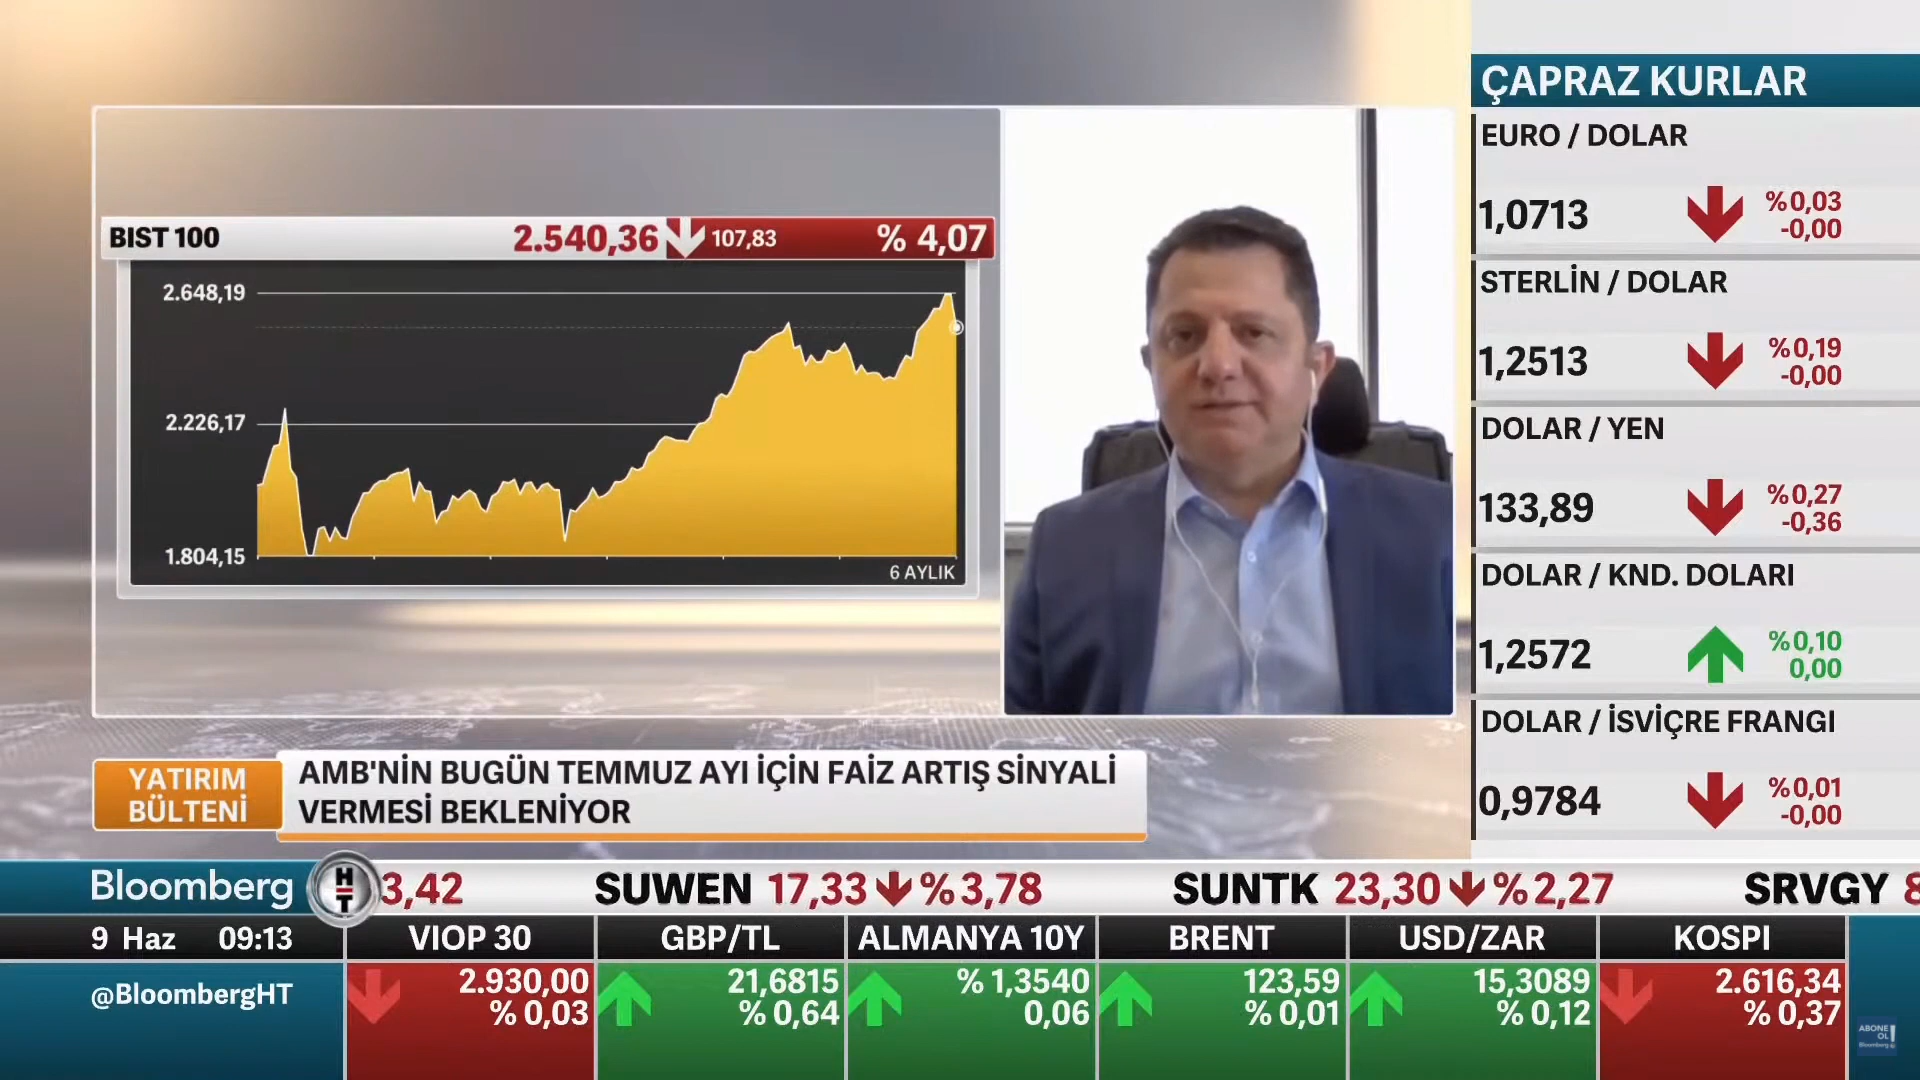 ÇAPRAZ KURLAR
EURO / DOLAR
1,0713 %0,03
-0,00
STERLİN / DOLAR
1,2513 %0,19
-0,00
DOLAR / YEN
133,89 %0,27
-0,36
DOLAR / KND. DOLARI
1,2572 %0,10
0,00
DOLAR / İSVİÇRE FRANGI
0,9784 %0,01
-0,00
BIST 100 2.540,36 107,83 % 4,07
2.648,19
2.226,17
1.804,15
6 AYLIK
YATIRIM
BÜLTENİ
AMB'NİN BUGÜN TEMMUZ AYI İÇİN FAİZ ARTIŞ SİNYALİ
VERMESİ BEKLENİYOR
Bloomberg HT 3,42 SUWEN 17,33 %3,78 SUNTK 23,30 %2,27 SRVGY 8
9 Haz 09:13 VIOP 30 GBP/TL ALMANYA 10Y BRENT USD/ZAR KOSPI
@BloombergHT 2.930,00 21,6815 % 1,3540 123,59 15,3089 2.616,34
% 0,03 % 0,64 0,06 % 0,01 % 0,12 % 0,37
ABONE
OL!
Bloomberg